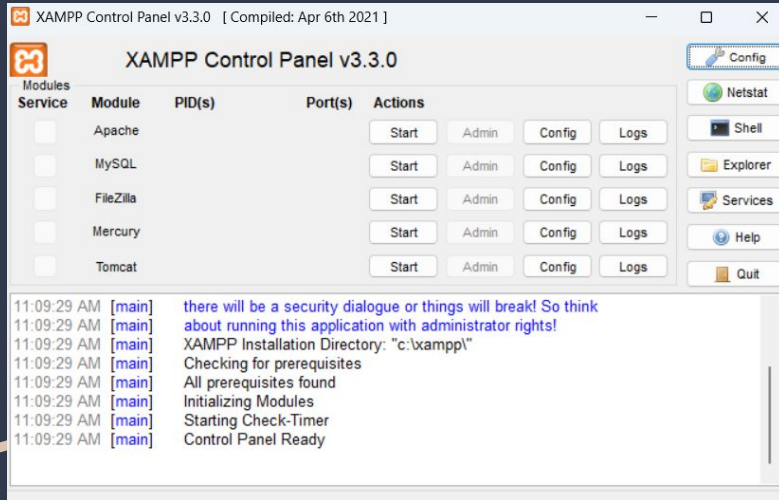 XAMPP Control Panel v3.3.0 [ Compiled: Apr 6th 2021 ]
XAMPP Control Panel v3.3.0
Config
Modules
Netstat
Service Module PID(s) Port(s) Actions
Apache Start Admin Config Logs
Shell
MySQL Start Admin Config Logs
Explorer
FileZilla Start Admin Config Logs
Services
Mercury Start Admin Config Logs
Help
Tomcat Start Admin Config Logs
Quit
11:09:29 AM [main] there will be a security dialogue or things will break! So think
11:09:29 AM [main] about running this application with administrator rights!
11:09:29 AM [main] XAMPP Installation Directory: "c:\xampp\"
11:09:29 AM [main] Checking for prerequisites
11:09:29 AM [main] All prerequisites found
11:09:29 AM [main] Initializing Modules
11:09:29 AM [main] Starting Check-Timer
11:09:29 AM [main] Control Panel Ready